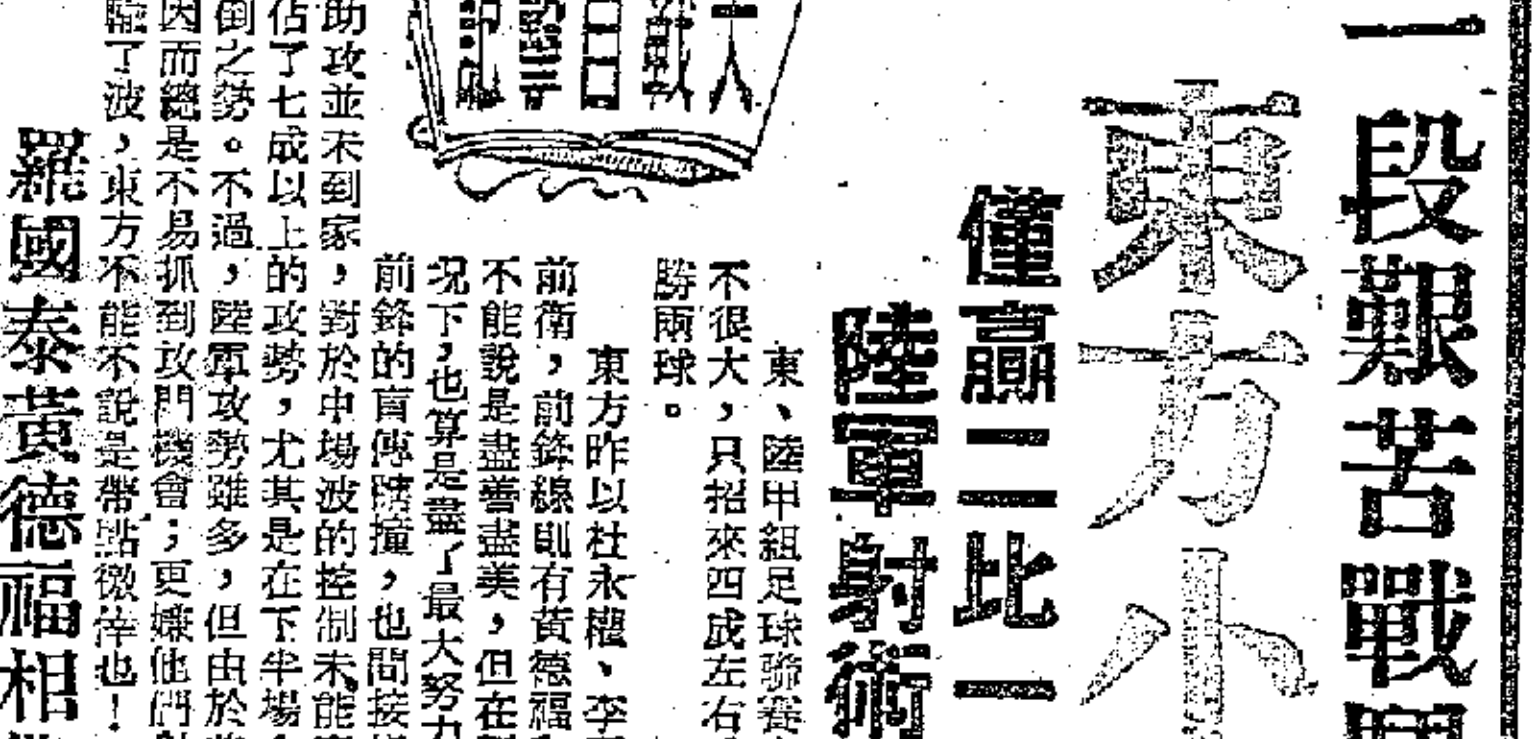 一段艱苦戰
東方小
僅贏二比一
陸軍射術
東、陸甲組足球聯賽
不很大，只招來四成左右
勝兩球。
東方昨以杜永權、李
前衛，前鋒線則有黃德福
不能說是盡善盡美，但在
况下，也算是盡了最大努力
前鋒的盲傳瞎撞，也間接
助攻並未到家，對於中場波的控制未能
佔了七成以上的攻勢，尤其是在下半場
倒之勢。不過，陸軍攻勢雖多，但由於
因而總是不易抓到攻門機會；更嫌他們
輸了波，東方不能不說是帶點徼倖也！
羅國泰黃德福相